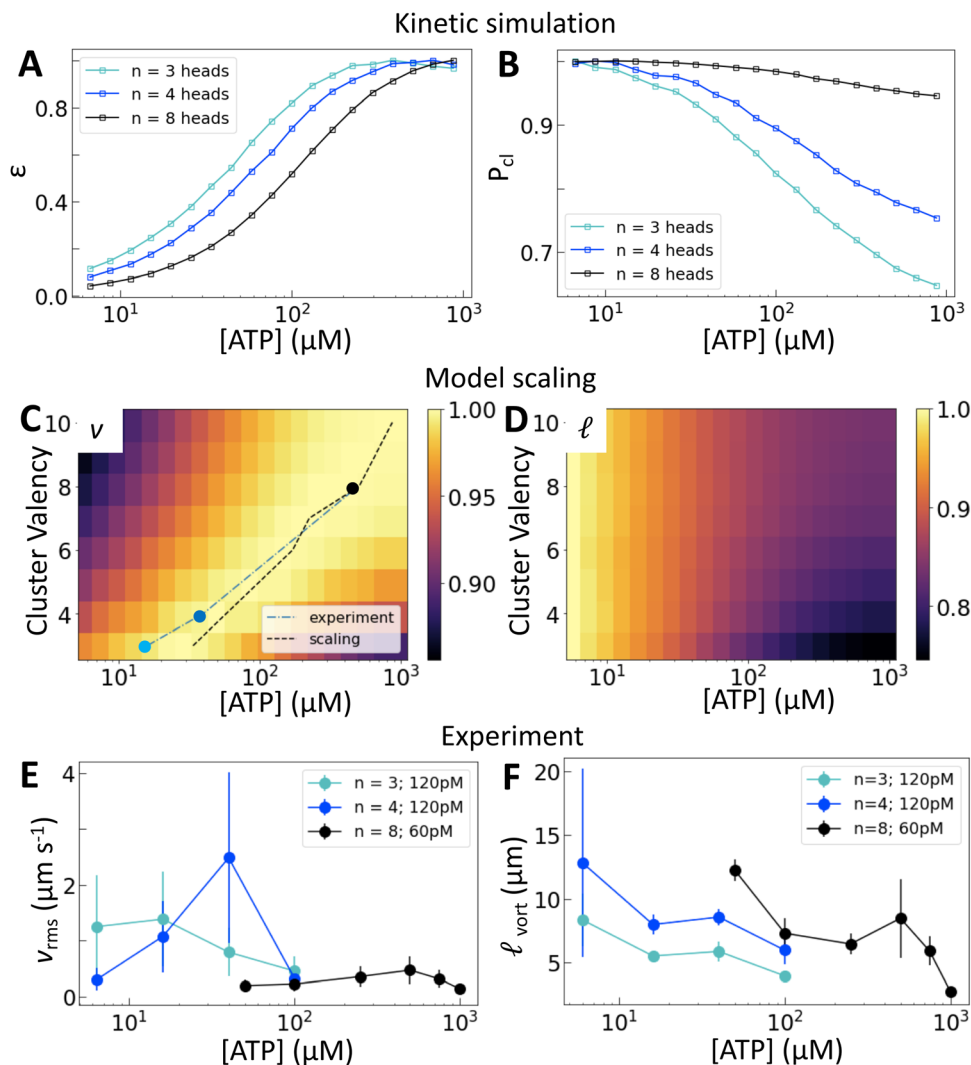 Kinetic simulation
A
n = 3 heads
n = 4 heads
n = 8 heads
ε
0.8
0.4
0.0
10¹
10²
10³
[ATP] (μM)
B
n = 3 heads
n = 4 heads
n = 8 heads
P_cl
0.9
0.7
10¹
10²
10³
[ATP] (μM)
Model scaling
C
v
Cluster Valency
10
8
6
4
experiment
scaling
10¹
10²
10³
[ATP] (μM)
1.00
0.95
0.90
D
ℓ
Cluster Valency
10
8
6
4
10¹
10²
10³
[ATP] (μM)
1.0
0.9
0.8
Experiment
E
n = 3; 120pM
n = 4; 120pM
n = 8; 60pM
v_rms (μm s⁻¹)
4
2
0
10¹
10²
10³
[ATP] (μM)
F
n=3; 120pM
n=4; 120pM
n=8; 60pM
ℓ_vort (μm)
20
15
10
5
10¹
10²
10³
[ATP] (μM)